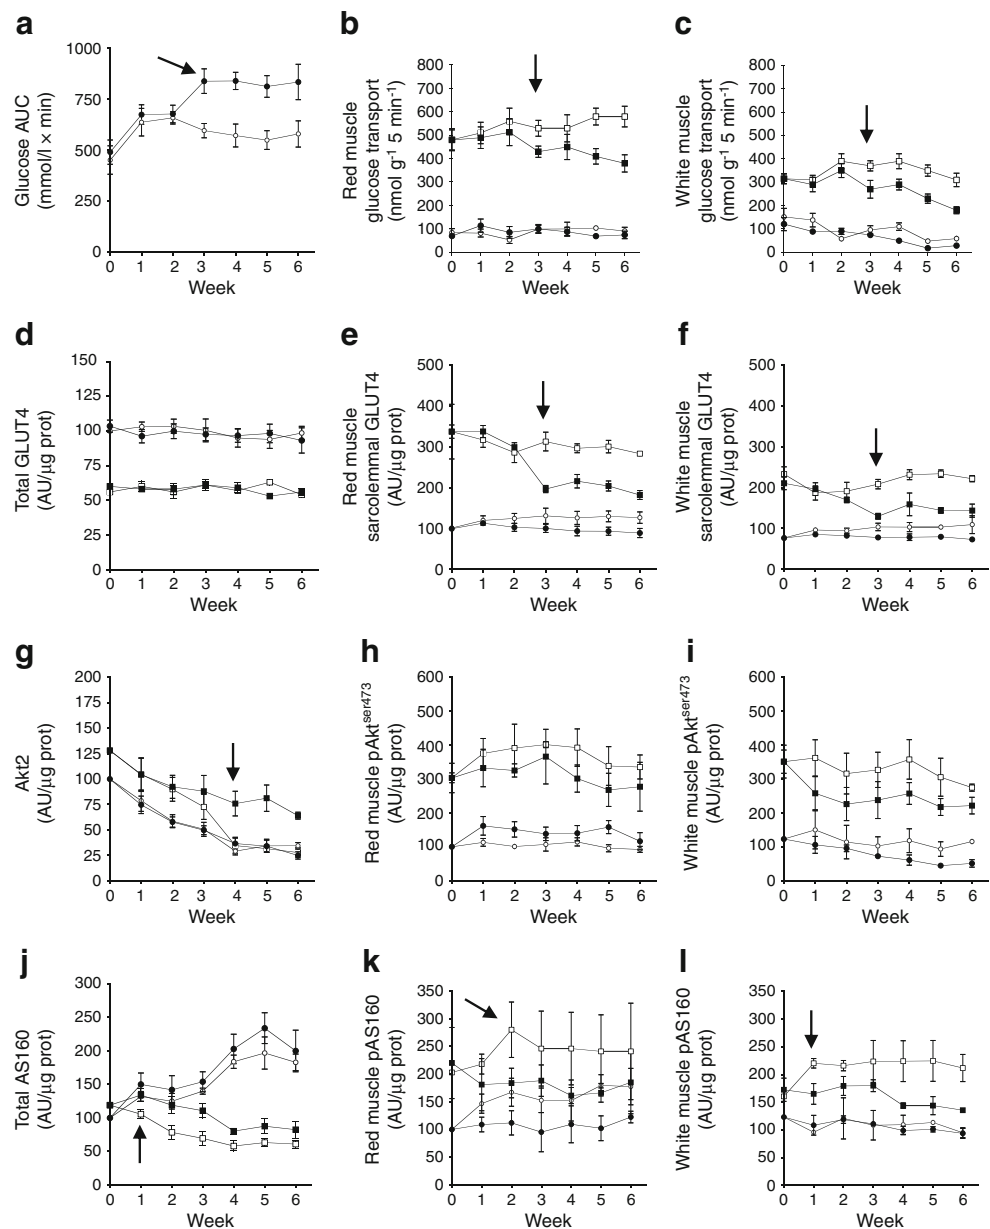 a
Glucose AUC
(mmol/l × min)
1000
750
500
250
0
0 1 2 3 4 5 6
Week
b
Red muscle
glucose transport
(nmol g-1 5 min-1)
800
700
600
500
400
300
200
100
0
0 1 2 3 4 5 6
Week
c
White muscle
glucose transport
(nmol g-1 5 min-1)
800
700
600
500
400
300
200
100
0
0 1 2 3 4 5 6
Week
d
Total GLUT4
(AU/µg prot)
150
125
100
75
50
25
0
0 1 2 3 4 5 6
Week
e
Red muscle
sarcolemmal GLUT4
(AU/µg prot)
500
400
300
200
100
0
0 1 2 3 4 5 6
Week
f
White muscle
sarcolemmal GLUT4
(AU/µg prot)
500
400
300
200
100
0
0 1 2 3 4 5 6
Week
g
Akt2
(AU/µg prot)
200
175
150
125
100
75
50
25
0 1 2 3 4 5 6
Week
h
Red muscle pAktser473
(AU/µg prot)
600
500
400
300
200
100
0
0 1 2 3 4 5 6
Week
i
White muscle pAktser473
(AU/µg prot)
600
500
400
300
200
100
0
0 1 2 3 4 5 6
Week
j
Total AS160
(AU/µg prot)
300
250
200
150
100
50
0
0 1 2 3 4 5 6
Week
k
Red muscle pAS160
(AU/µg prot)
350
300
250
200
150
100
50
0
0 1 2 3 4 5 6
Week
l
White muscle pAS160
(AU/µg prot)
350
300
250
200
150
100
50
0
0 1 2 3 4 5 6
Week